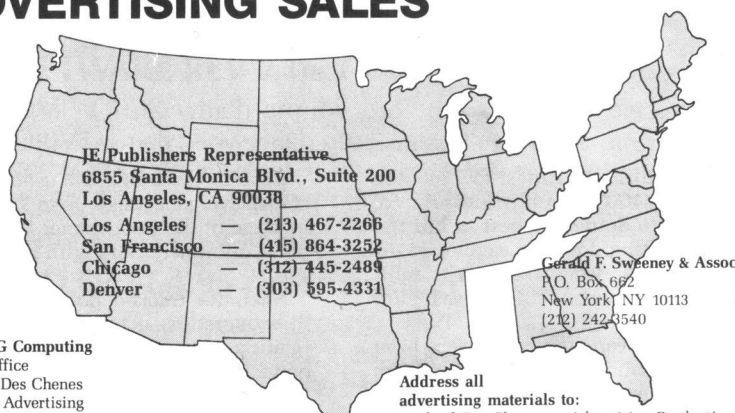 ADVERTISING SALES
JE Publishers Representative
6855 Santa Monica Blvd., Suite 200
Los Angeles, CA 90038
Los Angeles — (213) 467-2266
San Francisco — (415) 864-3252
Chicago — (312) 445-2489
Denver — (303) 595-4331
Gerald F. Sweeney & Assoc
P.O. Box 662
New York, NY 10113
(212) 242-3540
G Computing
ffice
Des Chenes
Advertising
Address all
advertising materials to: